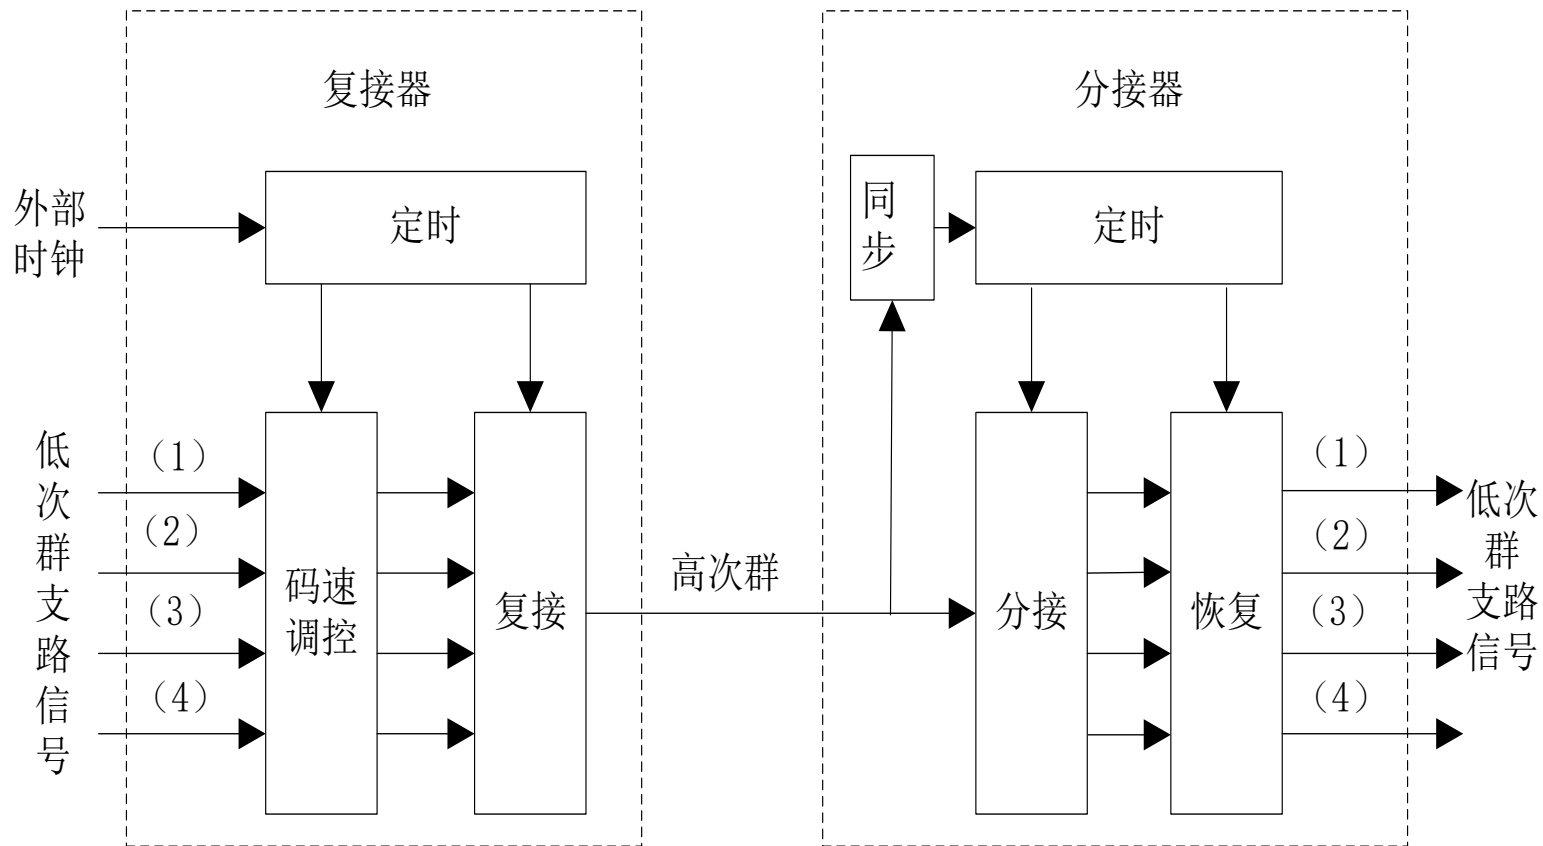 复接器
外部
时钟
定时
低
次
群
支
路
信
号
（1）
（2）
（3）
（4）
码速
调控
复接
高次群
分接器
同
步
定时
分接
恢复
（1）
（2）
（3）
（4）
低次
群
支路
信号